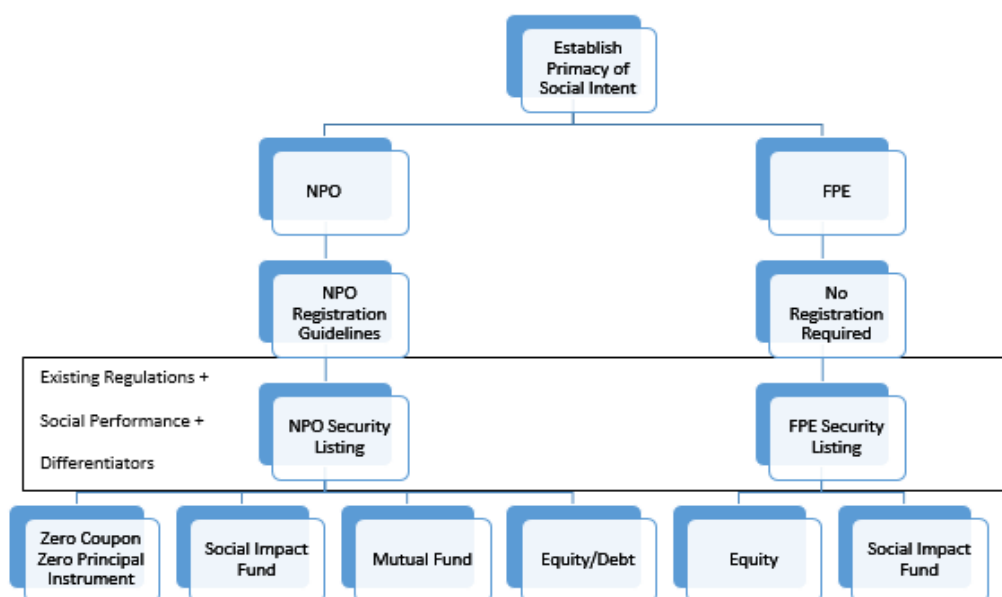 Establish
Primacy of
Social Intent
NPO
FPE
NPO
Registration
Guidelines
No
Registration
Required
Existing Regulations +
Social Performance +
Differentiators
NPO Security
Listing
FPE Security
Listing
Zero Coupon
Zero Principal
Instrument
Social Impact
Fund
Mutual Fund
Equity/Debt
Equity
Social Impact
Fund